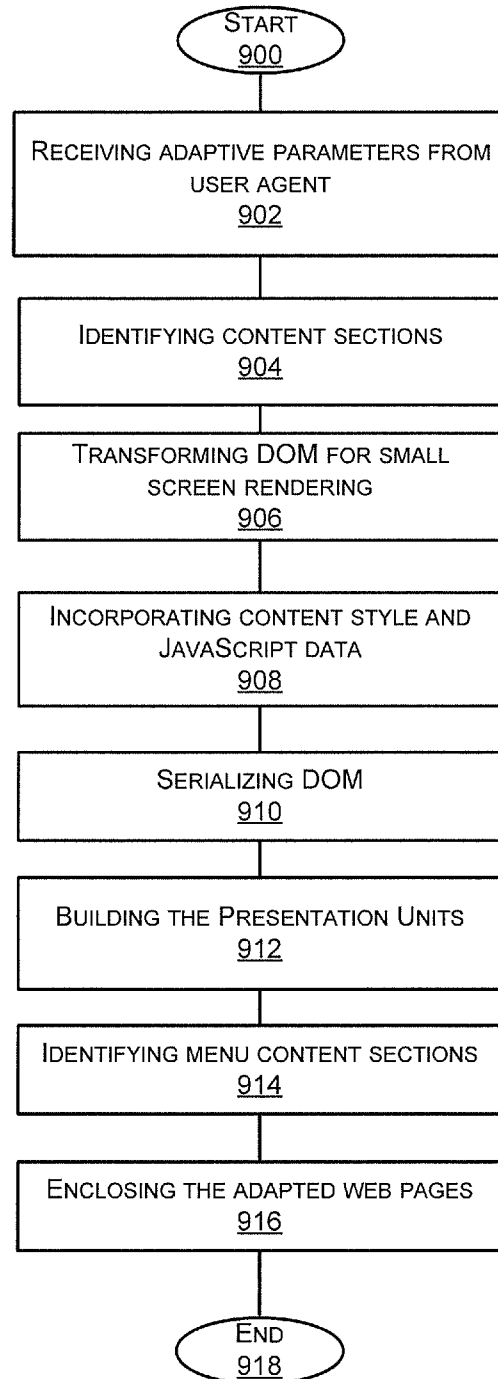 START
900
RECEIVING ADAPTIVE PARAMETERS FROM
USER AGENT
902
IDENTIFYING CONTENT SECTIONS
904
TRANSFORMING DOM FOR SMALL
SCREEN RENDERING
906
INCORPORATING CONTENT STYLE AND
JAVASCRIPT DATA
908
SERIALIZING DOM
910
BUILDING THE PRESENTATION UNITS
912
IDENTIFYING MENU CONTENT SECTIONS
914
ENCLOSING THE ADAPTED WEB PAGES
916
END
918